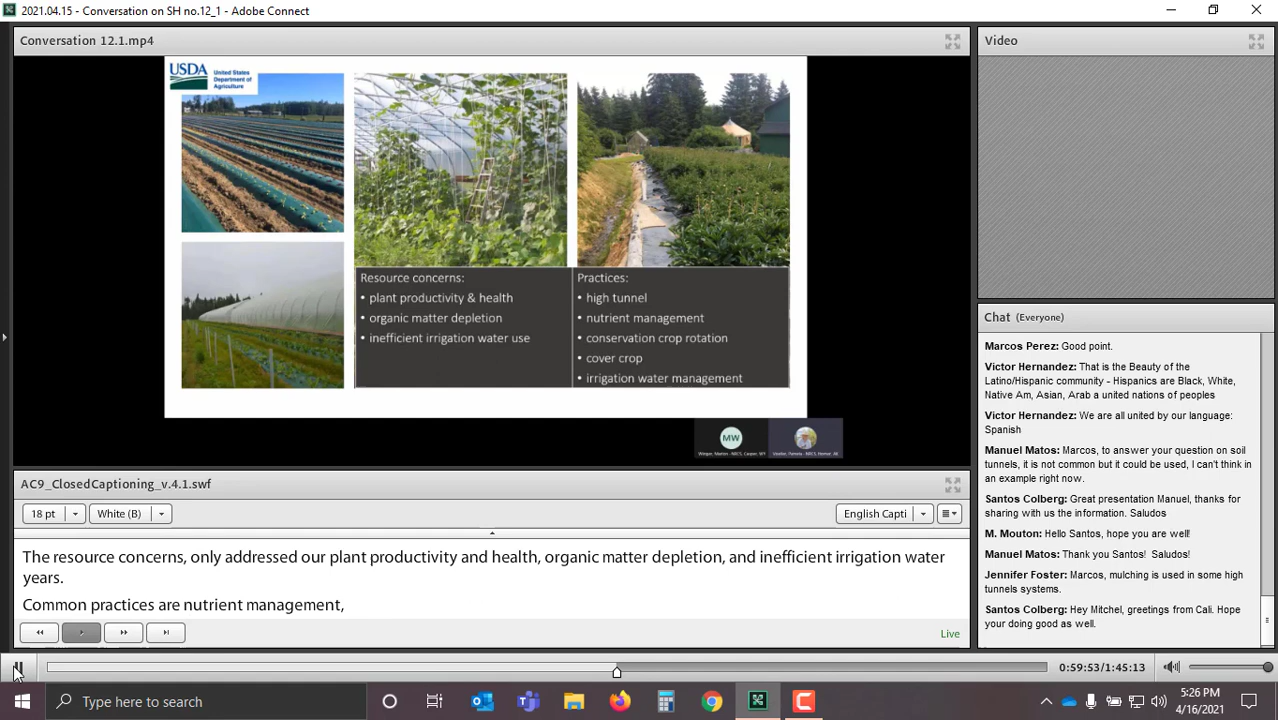 2021.04.15 - Conversation on SH no.12_1 - Adobe Connect
Conversation 12.1.mp4
USDA
United States
Department of
Agriculture
Resource concerns:
• plant productivity & health
• organic matter depletion
• inefficient irrigation water use
Practices:
• high tunnel
• nutrient management
• conservation crop rotation
• cover crop
• irrigation water management
MW
AC9_ClosedCaptioning_v.4.1.swf
18 pt
White (B)
English Capti
The resource concerns, only addressed our plant productivity and health, organic matter depletion, and inefficient irrigation water
years.
Common practices are nutrient management,
Live
Video
Chat (Everyone)
Marcos Perez: Good point.
Victor Hernandez: That is the Beauty of the
Latino/Hispanic community - Hispanics are Black, White,
Native Am, Asian, Arab a united nations of peoples
Victor Hernandez: We are all united by our language:
Spanish
Manuel Matos: Marcos, to answer your question on soil
tunnels, it is not common but it could be used, I can't think in
an example right now.
Santos Colberg: Great presentation Manuel, thanks for
sharing with us the information. Saludos
M. Mouton: Hello Santos, hope you are well!
Manuel Matos: Thank you Santos! Saludos!
Jennifer Foster: Marcos, mulching is used in some high
tunnels systems.
Santos Colberg: Hey Mitchel, greetings from Cali. Hope
your doing good as well.
0:59:53/1:45:13
Type here to search
5:26 PM
4/16/2021